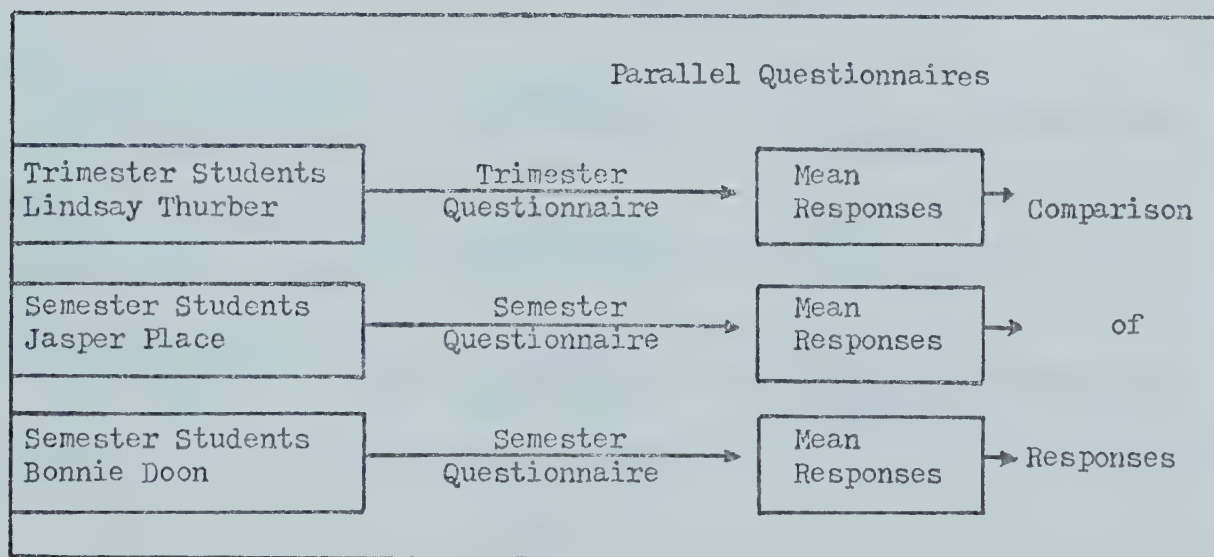 Parallel Questionnaires
Trimester Students
Lindsay Thurber
Trimester
Questionnaire
Mean
Responses
Comparison
Semester Students
Jasper Place
Semester
Questionnaire
Mean
Responses
of
Semester Students
Bonnie Doon
Semester
Questionnaire
Mean
Responses
Responses